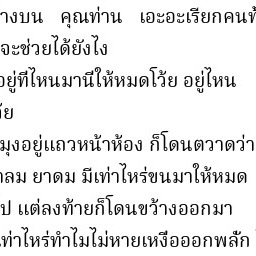 างบน คุณท่าน เอะอะเรียกคนทั
จะช่วยได้ยังไง
อยู่ที่ไหนมานี่ให้หมดโว้ย อยู่ไหน
มุงอยู่แถวหน้าห้อง ก็โดนตวาดว่า
าลม ยาดม มีเท่าไหร่ขนมาให้หมด
ป แต่ลงท้ายก็โดนขว้างออกมา
เท่าไหร่ทำไมไม่หายเหงื่อออกพลั่ก